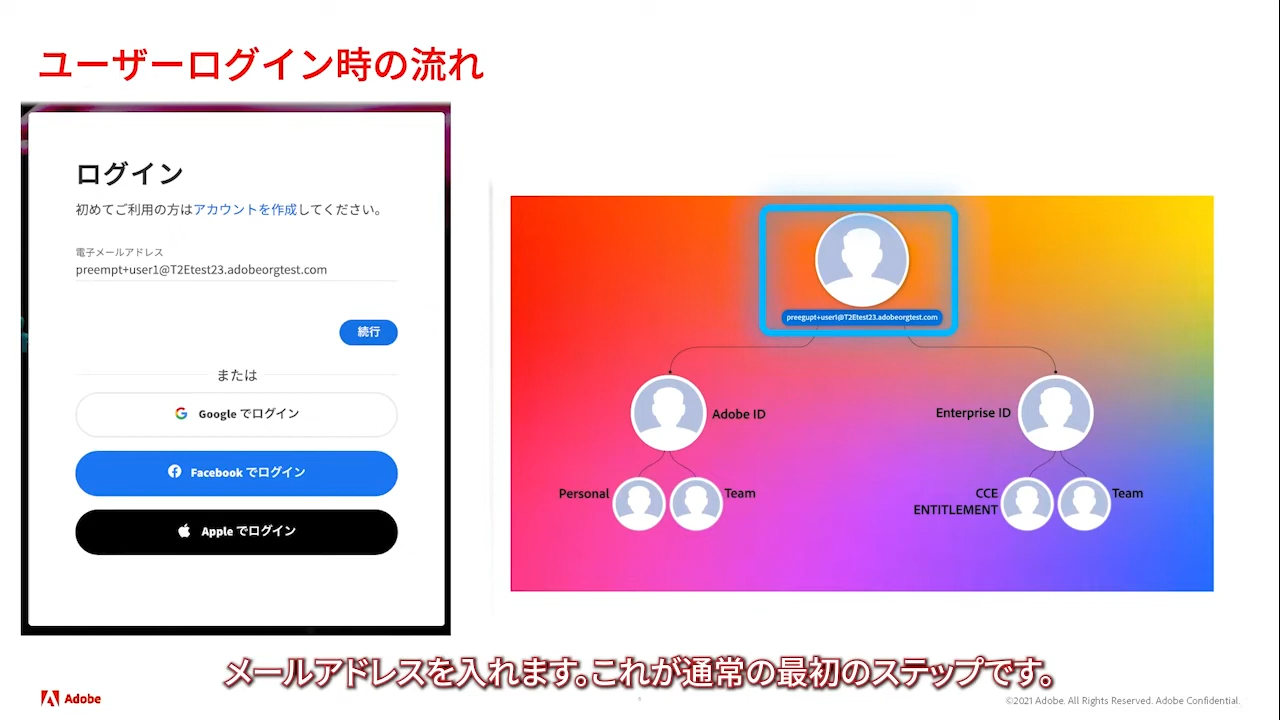 ユーザーログイン時の流れ
ログイン
初めてご利用の方はアカウントを作成してください。
電子メールアドレス
preempt+user1@T2Etest23.adobeorgtest.com
続行
または
Google でログイン
Facebook でログイン
Apple でログイン
preegupt+user1@T2Etest23.adobeorgtest.com
Adobe ID
Enterprise ID
Personal
Team
CCE
ENTITLEMENT
Team
メールアドレスを入れます。これが通常の最初のステップです。
Adobe
©2021 Adobe. All Rights Reserved. Adobe Confidential.